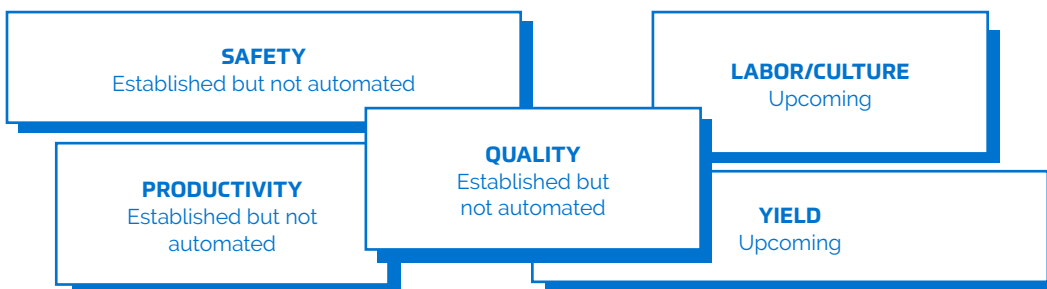 SAFETY
Established but not automated
LABOR/CULTURE
Upcoming
QUALITY
Established but
not automated
PRODUCTIVITY
Established but not
automated
YIELD
Upcoming